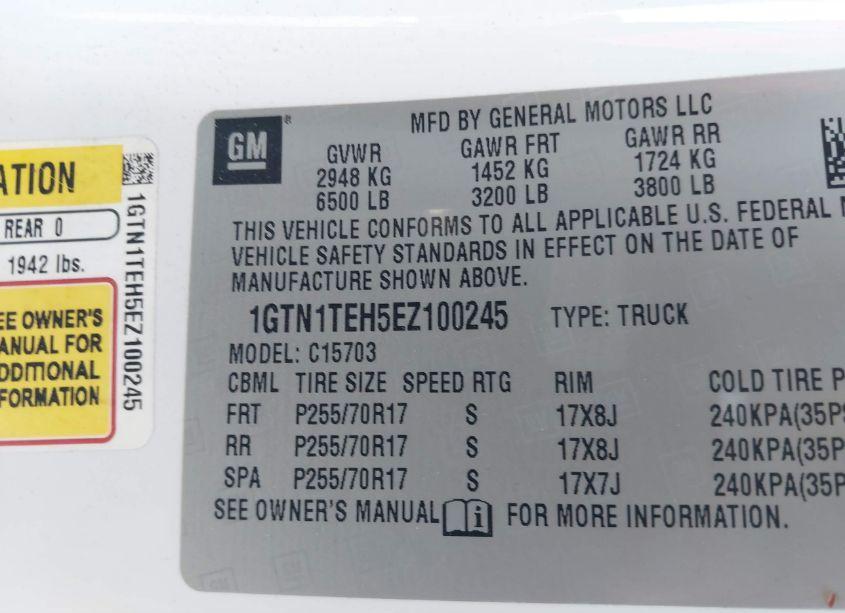 ATION
REAR 0
1942 lbs.
EE OWNER'S
ANUAL FOR
DDITIONAL
FORMATION
1GTN1TEH5EZ100245
GM®
MFD BY GENERAL MOTORS LLC
GVWR GAWR FRT GAWR RR
2948 KG 1452 KG 1724 KG
6500 LB 3200 LB 3800 LB
THIS VEHICLE CONFORMS TO ALL APPLICABLE U.S. FEDERAL
VEHICLE SAFETY STANDARDS IN EFFECT ON THE DATE OF
MANUFACTURE SHOWN ABOVE.
1GTN1TEH5EZ100245 TYPE: TRUCK
MODEL: C15703
CBML TIRE SIZE SPEED RTG RIM COLD TIRE P
FRT P255/70R17 S 17X8J 240KPA(35PS
RR P255/70R17 S 17X8J 240KPA(35P
SPA P255/70R17 S 17X7J 240KPA(35P
SEE OWNER'S MANUAL i FOR MORE INFORMATION.